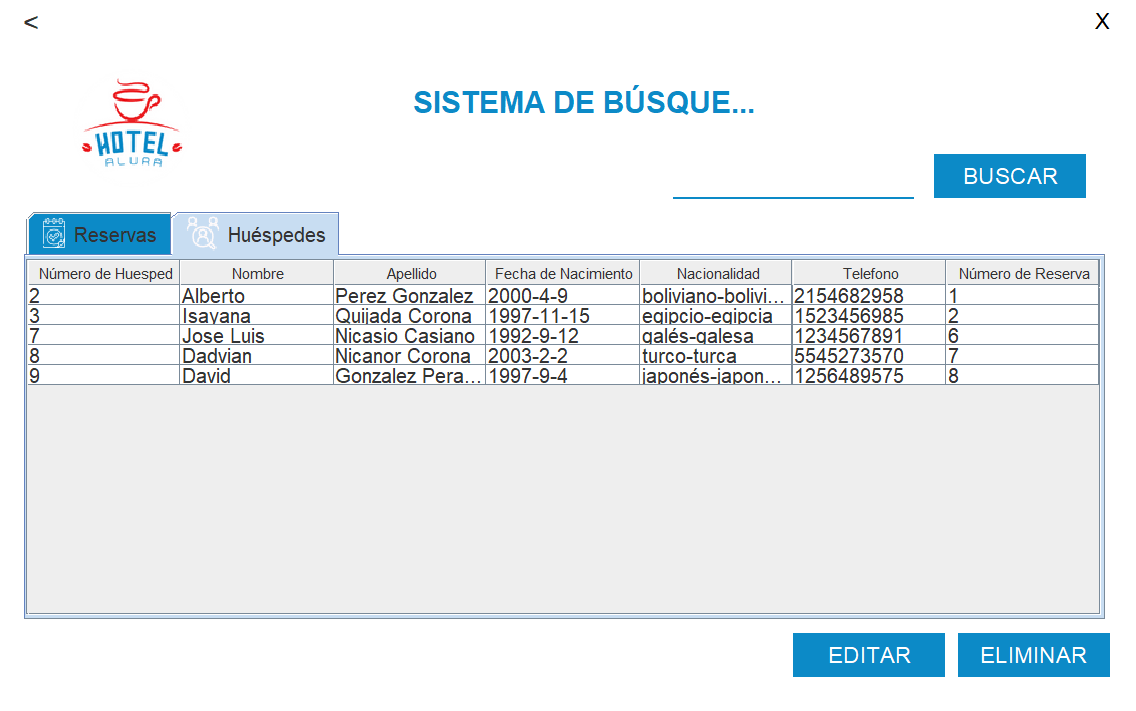 <
X
HOTEL
ALURA
SISTEMA DE BÚSQUE...
BUSCAR
Reservas Huéspedes
Número de Huesped Nombre Apellido Fecha de Nacimiento Nacionalidad Telefono Número de Reserva
2 Alberto Perez Gonzalez 2000-4-9 boliviano-bolivi... 2154682958 1
3 Isayana Quijada Corona 1997-11-15 egipcio-egipcia 1523456985 2
7 Jose Luis Nicasio Casiano 1992-9-12 galés-galesa 1234567891 6
8 Dadvian Nicanor Corona 2003-2-2 turco-turca 5545273570 7
9 David Gonzalez Pera... 1997-9-4 japonés-japon... 1256489575 8
EDITAR ELIMINAR